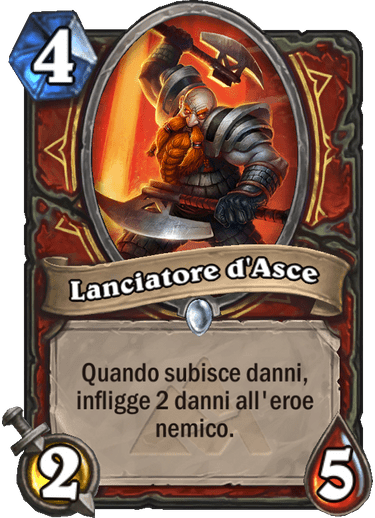 4
Lanciatore d'Asce
Quando subisce danni,
infligge 2 danni all'eroe
nemico.
2
5